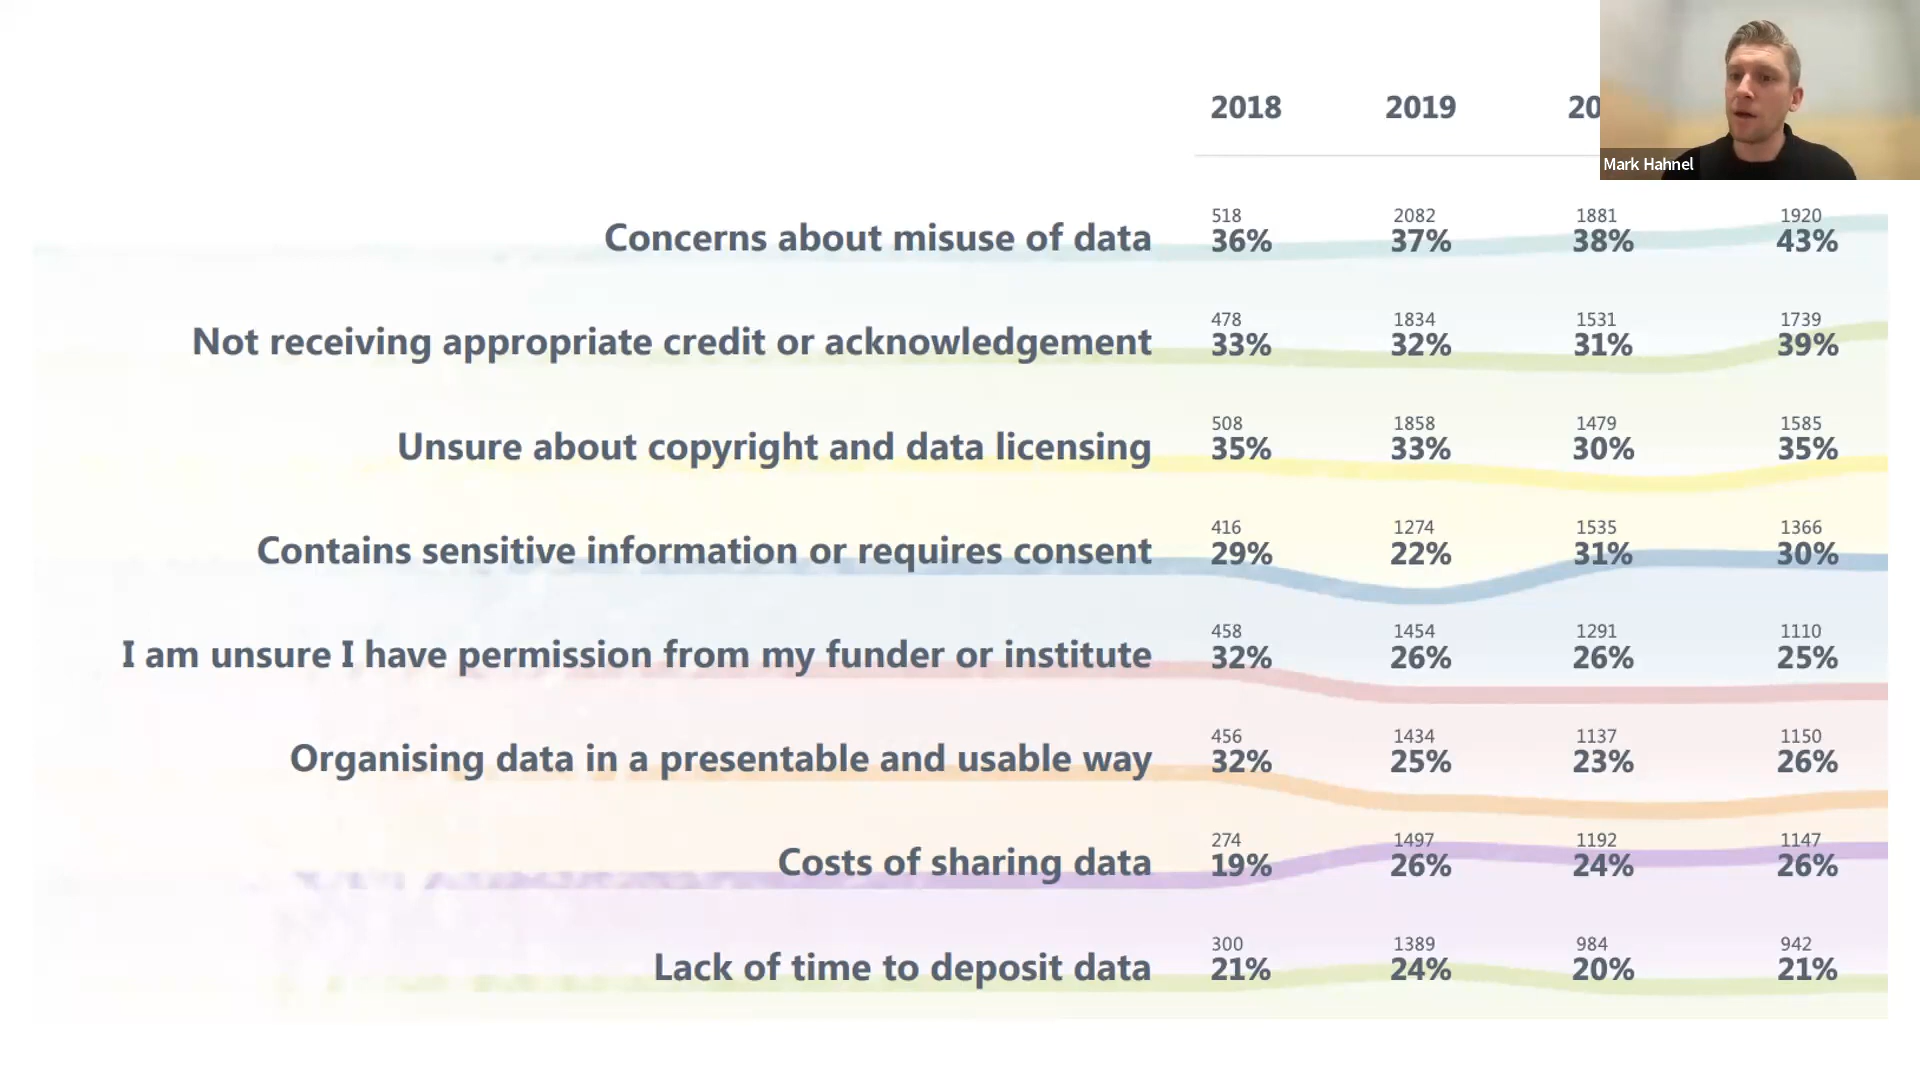 2018 2019 20
Mark Hahnel
518 2082 1881 1920
Concerns about misuse of data 36% 37% 38% 43%
478 1834 1531 1739
Not receiving appropriate credit or acknowledgement 33% 32% 31% 39%
508 1858 1479 1585
Unsure about copyright and data licensing 35% 33% 30% 35%
416 1274 1535 1366
Contains sensitive information or requires consent 29% 22% 31% 30%
458 1454 1291 1110
I am unsure I have permission from my funder or institute 32% 26% 26% 25%
456 1434 1137 1150
Organising data in a presentable and usable way 32% 25% 23% 26%
274 1497 1192 1147
Costs of sharing data 19% 26% 24% 26%
300 1389 984 942
Lack of time to deposit data 21% 24% 20% 21%